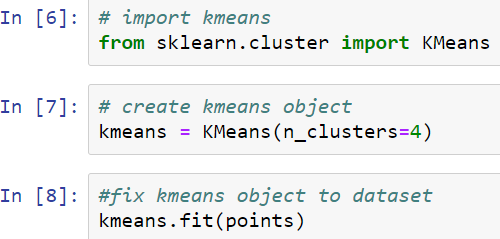 In [6]: # import kmeans
from sklearn.cluster import KMeans
In [7]: # create kmeans object
kmeans = KMeans(n_clusters=4)
In [8]: #fix kmeans object to dataset
kmeans.fit(points)